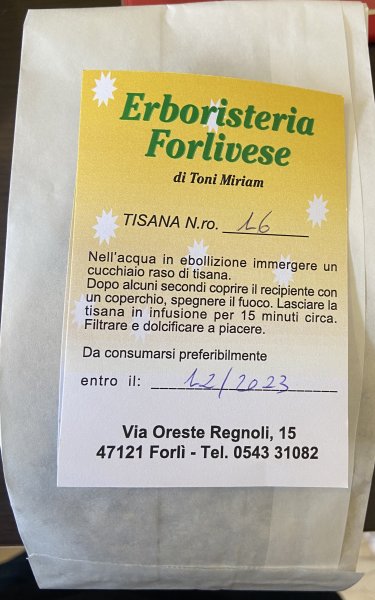 Erboristeria
Forlivese
di Toni Miriam
TISANA N.ro. 16
Nell'acqua in ebollizione immergere un
cucchiaio raso di tisana.
Dopo alcuni secondi coprire il recipiente con
un coperchio, spegnere il fuoco. Lasciare la
tisana in infusione per 15 minuti circa.
Filtrare e dolcificare a piacere.
Da consumarsi preferibilmente
entro il: 12/2023
Via Oreste Regnoli, 15
47121 Forlì - Tel. 0543 31082